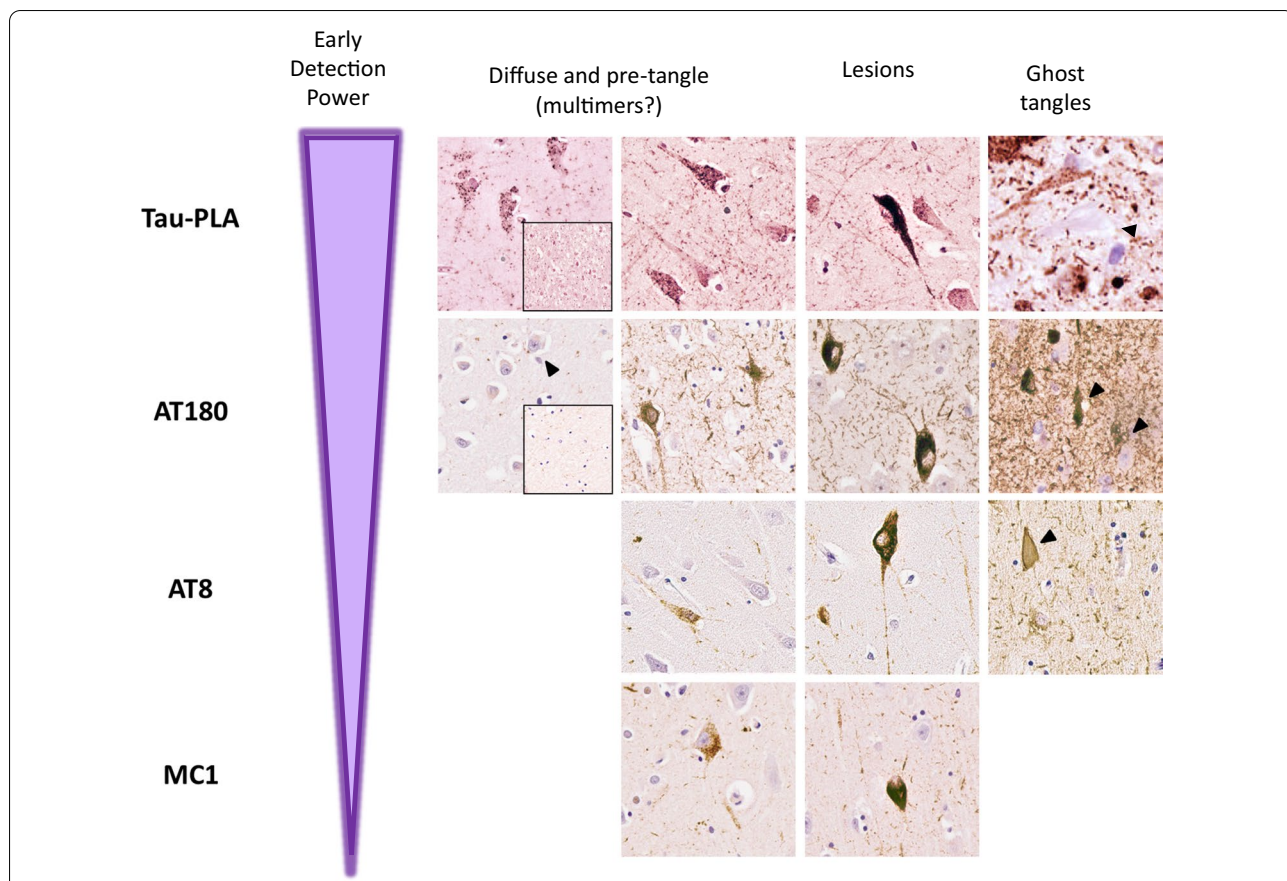 Early
Detection
Power
Diffuse and pre-tangle
(multimers?)
Lesions
Ghost
tangles
Tau-PLA
AT180
AT8
MC1